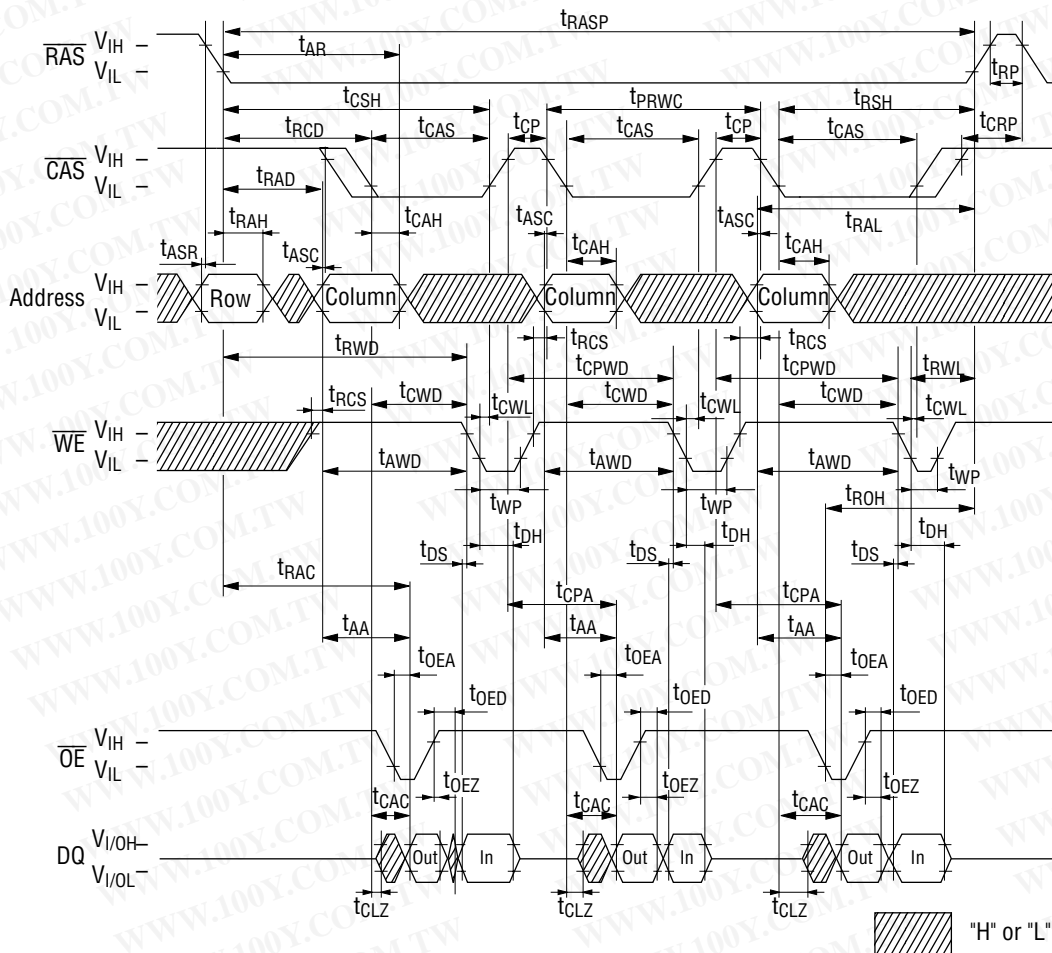 tRASP
tAR
RAS VIH
VIL
tRP
tCSH tPRWC tRSH
tRCD tCAS tCP tCAS tCP tCAS tCRP
CAS VIH
VIL
tRAD
tRAH tCAH tASC tASC tRAL
tASR tASC tCAH tCAH
Address VIH
VIL
Row Column Column Column
tRCS tRCS
tRWD tCPWD tCPWD tRWL
tRCS tCWD tCWL tCWD tCWL tCWD tCWL
WE VIH
VIL
tAWD tAWD tAWD
tWP tWP tWP
tROH
tDH tDH tDH
tDS tDS tDS
tRAC
tCPA tCPA
tAA tAA tAA
tOEA tOEA tOEA
tOED tOED tOED
OE VIH
VIL
tOEZ tOEZ tOEZ
tCAC tCAC tCAC
DQ VI/OH
VI/OL
Out In Out In Out In
tCLZ tCLZ tCLZ
"H" or "L"
WWW.100Y.COM.TW